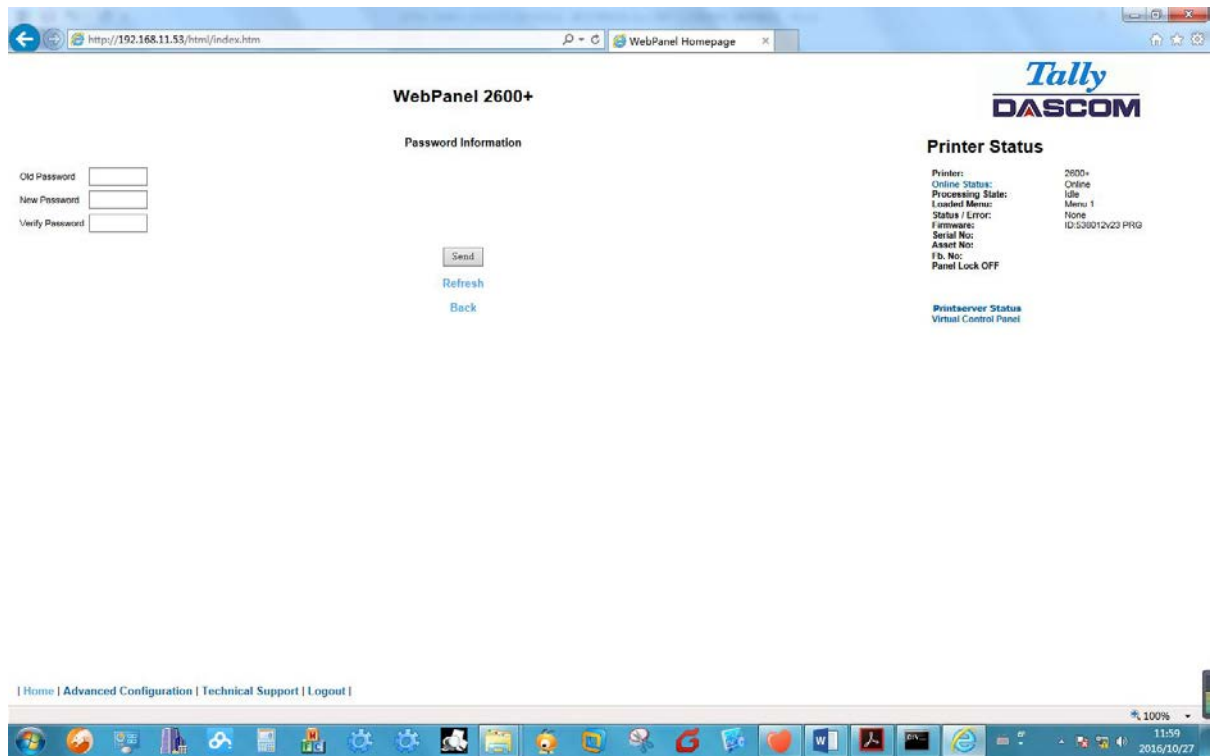 http://192.168.11.53/html/index.htm
WebPanel Homepage
WebPanel 2600+
Tally
DASCOM
Password Information
Old Password
New Password
Verify Password
Send
Refresh
Back
Printer Status
Printer: 2600+
Online Status: Online
Processing State: Idle
Loaded Menu: Menu 1
Status / Error: None
Firmware: ID:538012v23 PRG
Serial No:
Asset No:
Fb. No:
Panel Lock OFF
Printserver Status
Virtual Control Panel
| Home | Advanced Configuration | Technical Support | Logout |
100%
11:59
2016/10/27